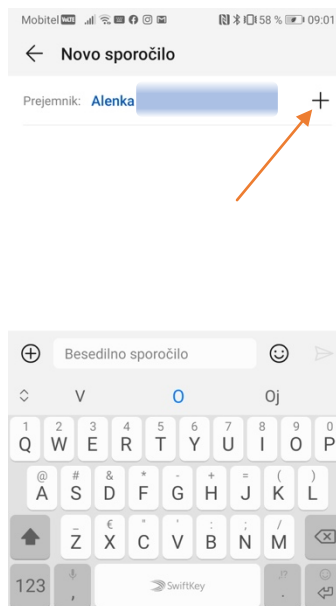 Mobitel 58 % 09:01
Novo sporočilo
Prejemnik: Alenka
Besedilno sporočilo
V O Oj
1 2 3 4 5 6 7 8 9 0
Q W E R T Y U I O P
@ # & * - + = ( )
A S D F G H J K L
_ € " ' : ; /
Z X C V B N M
123 , SwiftKey !? .